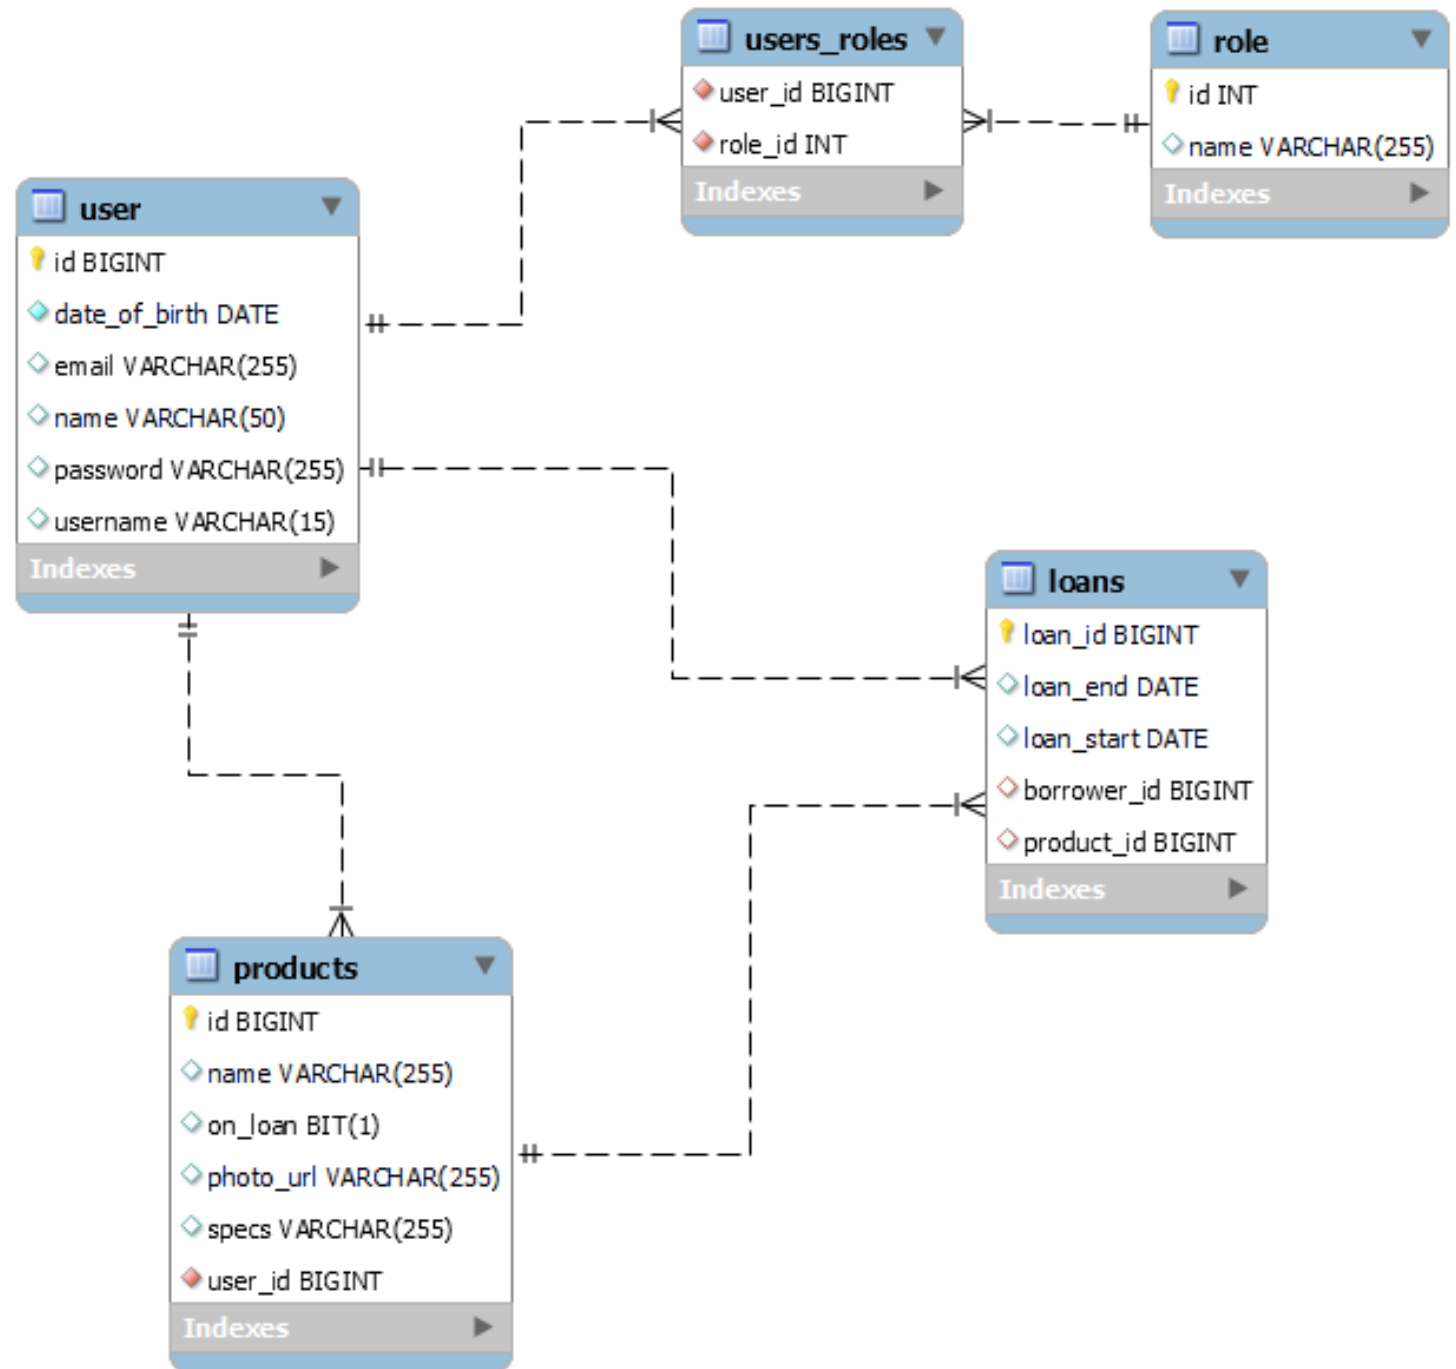 users_roles
user_id BIGINT
role_id INT
Indexes
role
id INT
name VARCHAR(255)
Indexes
user
id BIGINT
date_of_birth DATE
email VARCHAR(255)
name VARCHAR(50)
password VARCHAR(255)
username VARCHAR(15)
Indexes
loans
loan_id BIGINT
loan_end DATE
loan_start DATE
borrower_id BIGINT
product_id BIGINT
Indexes
products
id BIGINT
name VARCHAR(255)
on_loan BIT(1)
photo_url VARCHAR(255)
specs VARCHAR(255)
user_id BIGINT
Indexes